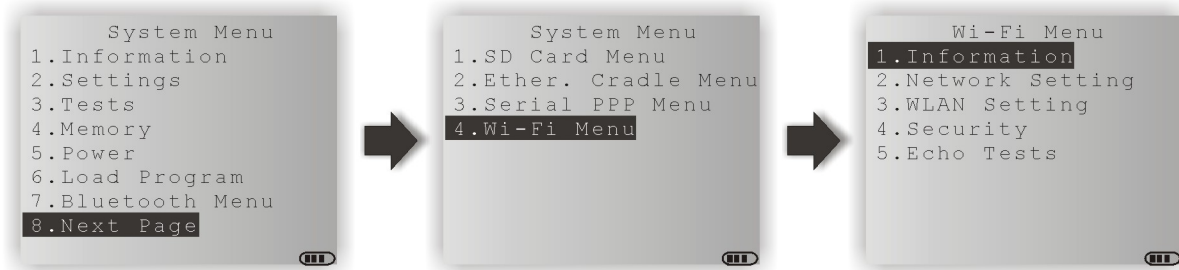 System Menu
1.Information
2.Settings
3.Tests
4.Memory
5.Power
6.Load Program
7.Bluetooth Menu
8.Next Page
System Menu
1.SD Card Menu
2.Ether. Cradle Menu
3.Serial PPP Menu
4.Wi-Fi Menu
Wi-Fi Menu
1.Information
2.Network Setting
3.WLAN Setting
4.Security
5.Echo Tests